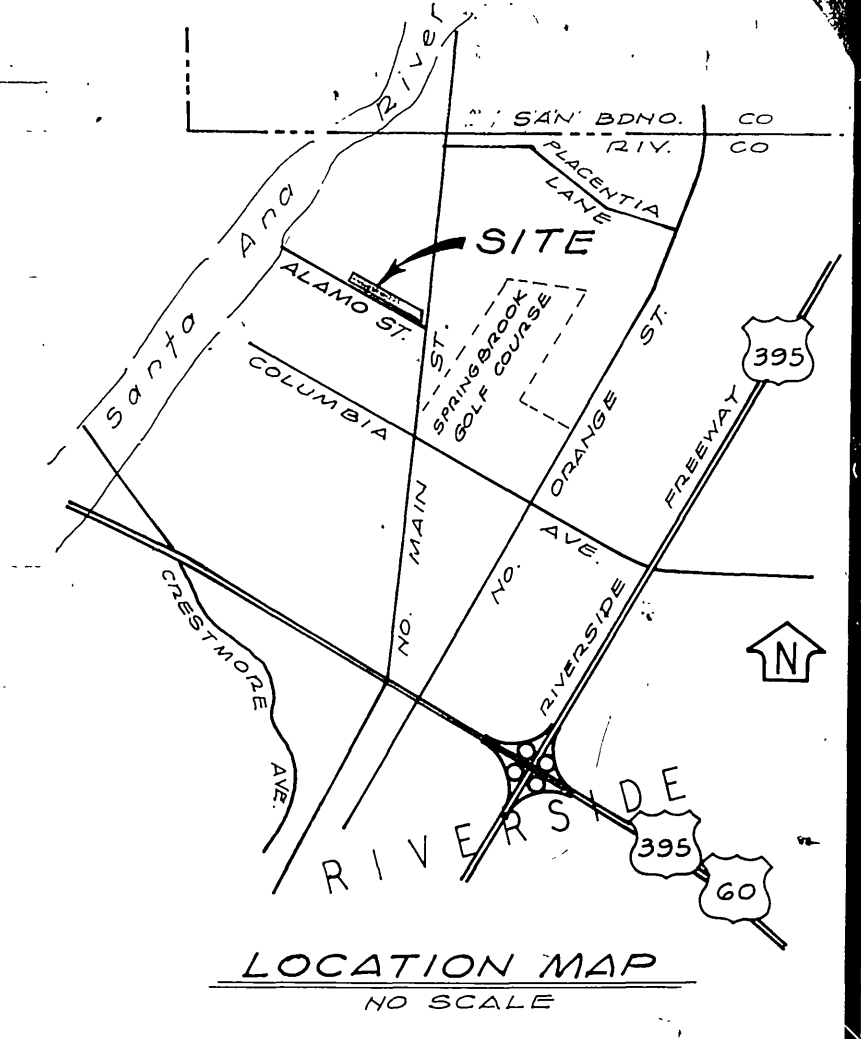 SAN BDNO. CO
RIV. CO
Santa Ana River
PLACENTIA
LANE
SITE
ALAMO ST.
COLUMBIA AVE.
SPRINGBROOK
GOLF COURSE
NO. MAIN ST.
NO. ORANGE ST.
RIVERSIDE FREEWAY
395
CRESTMORE AVE.
N
RIVERSIDE
395
60
LOCATION MAP
NO SCALE